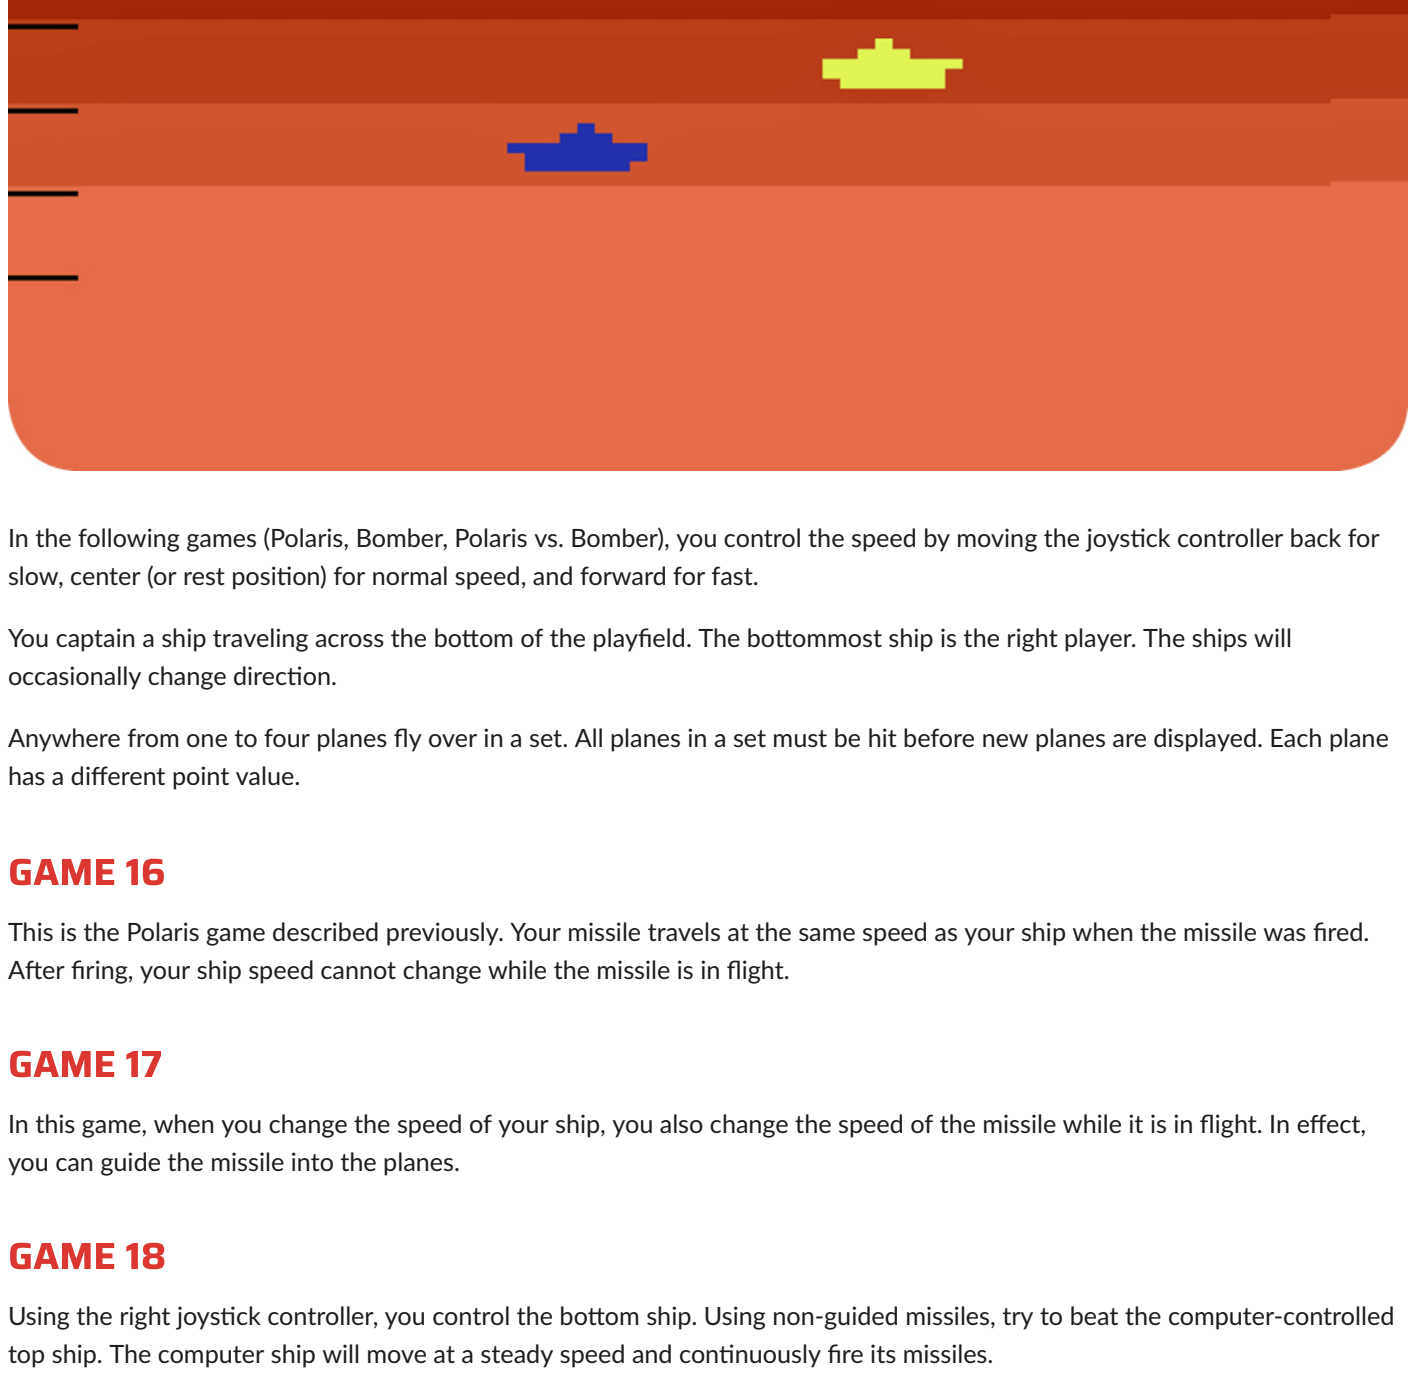 In the following games (Polaris, Bomber, Polaris vs. Bomber), you control the speed by moving the joystick controller back for
slow, center (or rest position) for normal speed, and forward for fast.
You captain a ship traveling across the bottom of the playfield. The bottommost ship is the right player. The ships will
occasionally change direction.
Anywhere from one to four planes fly over in a set. All planes in a set must be hit before new planes are displayed. Each plane
has a different point value.
GAME 16
This is the Polaris game described previously. Your missile travels at the same speed as your ship when the missile was fired.
After firing, your ship speed cannot change while the missile is in flight.
GAME 17
In this game, when you change the speed of your ship, you also change the speed of the missile while it is in flight. In effect,
you can guide the missile into the planes.
GAME 18
Using the right joystick controller, you control the bottom ship. Using non-guided missiles, try to beat the computer-controlled
top ship. The computer ship will move at a steady speed and continuously fire its missiles.